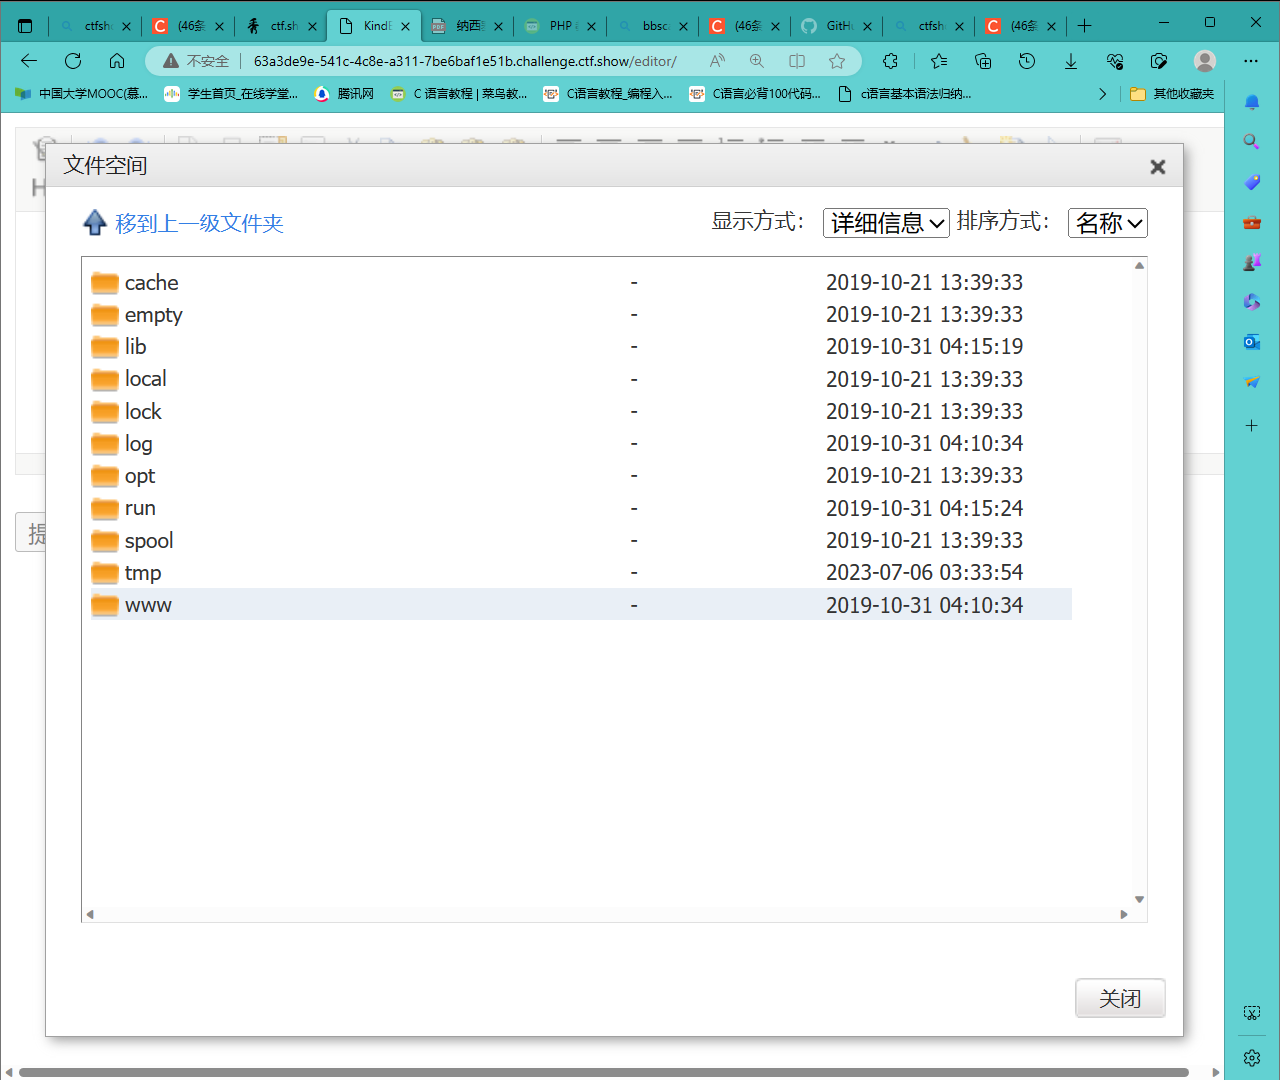 ctfsh
(46条
ctf.sh
KindE
纳西
PHP
bbsc
(46条
GitHu
ctfsh
(46条
不安全
63a3de9e-541c-4c8e-a311-7be6baf1e51b.challenge.ctf.show/editor/
中国大学MOOC(慕...
学生首页_在线学堂...
腾讯网
C 语言教程 | 菜鸟教...
C语言教程_编程入...
C语言必背100代码...
c语言基本语法归纳...
其他收藏夹
文件空间
移到上一级文件夹
显示方式：
详细信息
排序方式：
名称
cache - 2019-10-21 13:39:33
empty - 2019-10-21 13:39:33
lib - 2019-10-31 04:15:19
local - 2019-10-21 13:39:33
lock - 2019-10-21 13:39:33
log - 2019-10-31 04:10:34
opt - 2019-10-21 13:39:33
run - 2019-10-31 04:15:24
spool - 2019-10-21 13:39:33
tmp - 2023-07-06 03:33:54
www - 2019-10-31 04:10:34
提
关闭